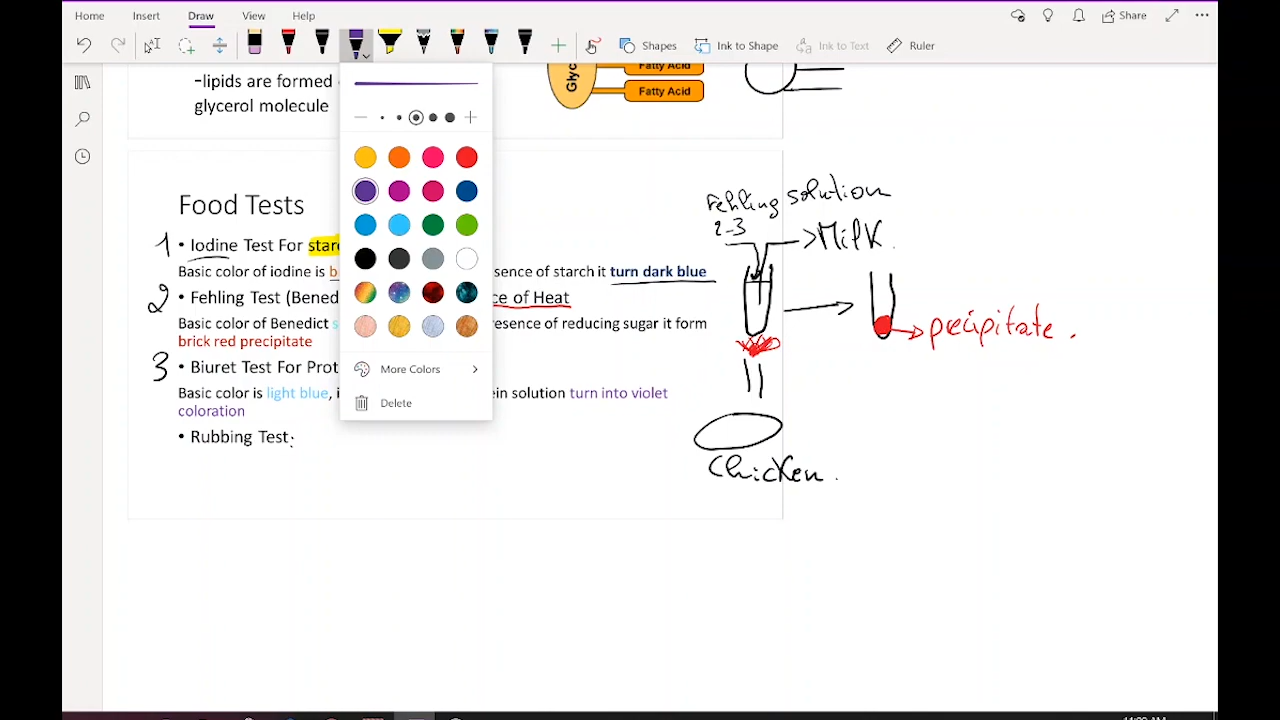 Home Insert Draw View Help
Share
Shapes Ink to Shape Ink to Text Ruler
-lipids are formed
glycerol molecule
Fatty Acid
Fatty Acid
More Colors
Delete
Food Tests
1 • Iodine Test For
Basic color of iodine is sence of starch it turn dark blue
2 • Fehling Test (Bened ce of Heat
Basic color of Benedict resence of reducing sugar it form
brick red precipitate
3 • Biuret Test For Prot
Basic color is light blue, ein solution turn into violet
coloration
• Rubbing Test:
Fehling solution
2-3
Milk.
precipitate.
Chicken.